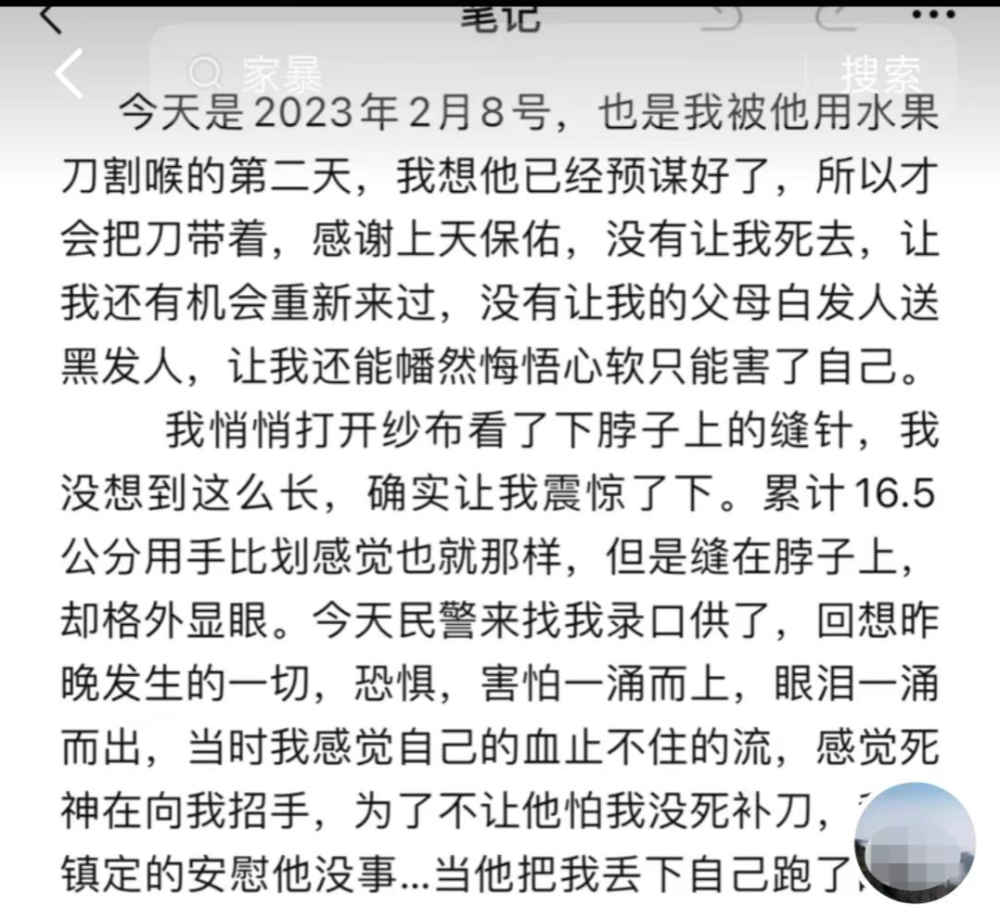 笔记
家暴
搜索
今天是2023年2月8号，也是我被他用水果
刀割喉的第二天，我想他已经预谋好了，所以才
会把刀带着，感谢上天保佑，没有让我死去，让
我还有机会重新来过，没有让我的父母白发人送
黑发人，让我还能幡然悔悟心软只能害了自己。
我悄悄打开纱布看了下脖子上的缝针，我
没想到这么长，确实让我震惊了下。累计16.5
公分用手比划感觉也就那样，但是缝在脖子上，
却格外显眼。今天民警来找我录口供了，回想昨
晚发生的一切，恐惧，害怕一涌而上，眼泪一涌
而出，当时我感觉自己的血止不住的流，感觉死
神在向我招手，为了不让他怕我没死补刀，
镇定的安慰他没事...当他把我丢下自己跑了